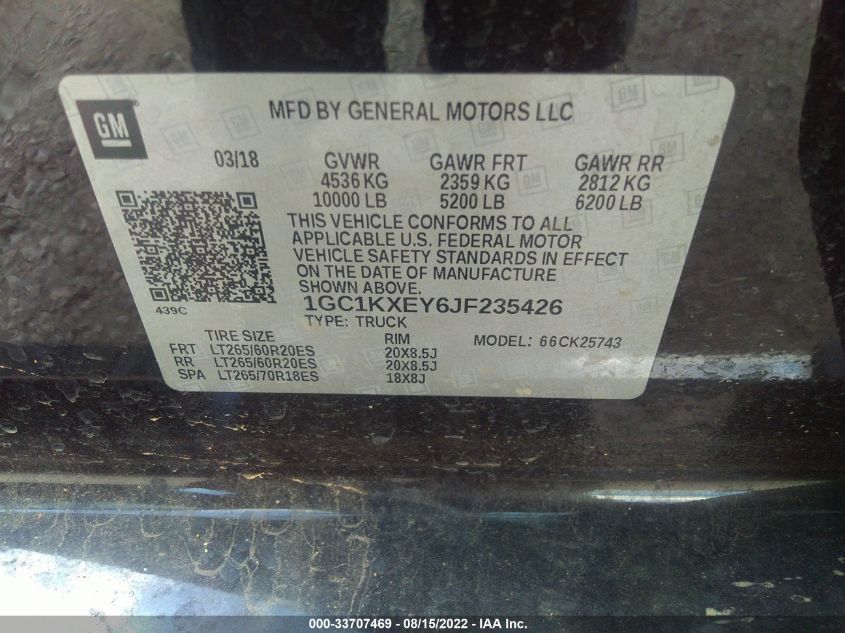 GM
MFD BY GENERAL MOTORS LLC
03/18 GVWR GAWR FRT GAWR RR
4536 KG 2359 KG 2812 KG
10000 LB 5200 LB 6200 LB
THIS VEHICLE CONFORMS TO ALL
APPLICABLE U.S. FEDERAL MOTOR
VEHICLE SAFETY STANDARDS IN EFFECT
ON THE DATE OF MANUFACTURE
SHOWN ABOVE.
439C
1GC1KXEY6JF235426
TYPE: TRUCK
MODEL: 66CK25743
TIRE SIZE RIM
FRT LT265/60R20ES 20X8.5J
RR LT265/60R20ES 20X8.5J
SPA LT265/70R18ES 18X8J
000-33707469 - 08/15/2022 - IAA Inc.